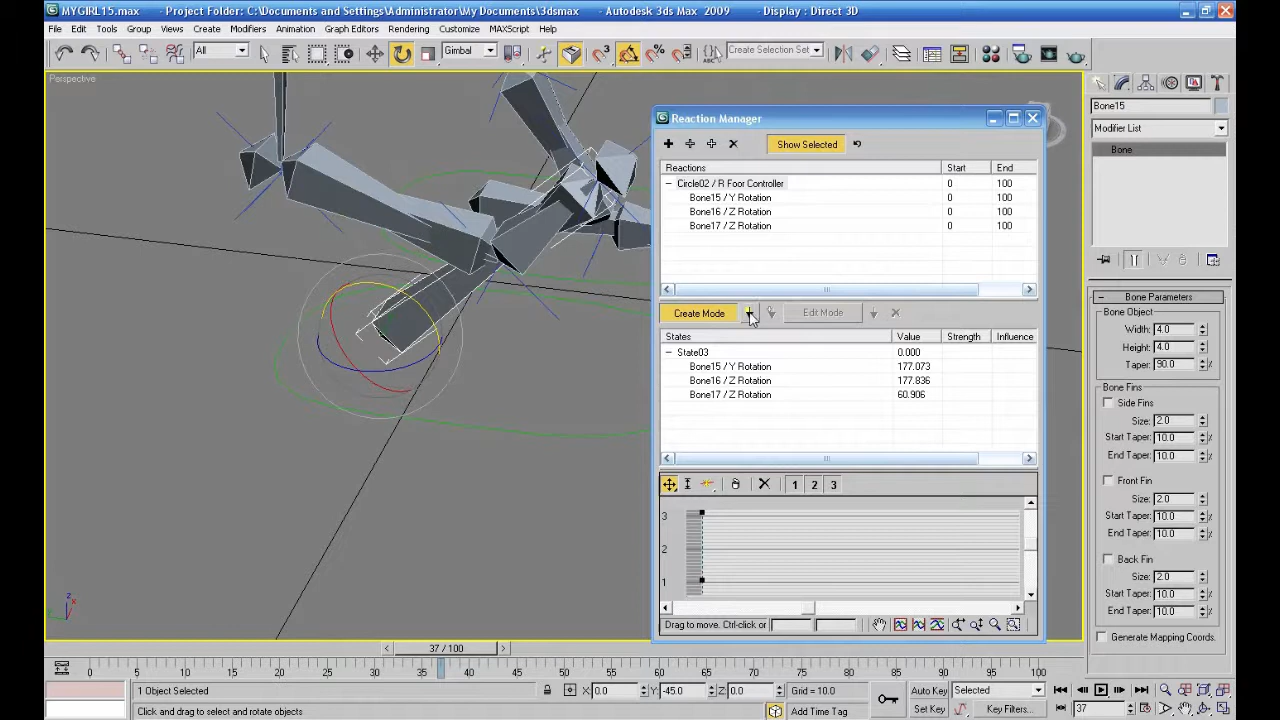 MYGIRL15.max - Project Folder: C:\Documents and Settings\Administrator\My Documents\3dsmax - Autodesk 3ds Max 2009 - Display : Direct 3D
File Edit Tools Group Views Create Modifiers Animation Graph Editors Rendering Customize MAXScript Help
All Gimbal 3 % ABC Create Selection Set
Perspective
Reaction Manager
Show Selected
Reactions Start End
Circle02 / R Foor Controller 0 100
Bone15 / Y Rotation 0 100
Bone16 / Z Rotation 0 100
Bone17 / Z Rotation 0 100
Create Mode Edit Mode
States Value Strength Influence
State03 0.000
Bone15 / Y Rotation 177.073
Bone16 / Z Rotation 177.836
Bone17 / Z Rotation 60.906
1 2 3
3
2
1
Drag to move. Ctrl-click or
Bone15
Modifier List
Bone
Bone Parameters
Bone Object
Width: 4.0
Height: 4.0
Taper: 90.0 %
Bone Fins
Side Fins
Size: 2.0
Start Taper: 10.0 %
End Taper: 10.0 %
Front Fin
Size: 2.0
Start Taper: 10.0 %
End Taper: 10.0 %
Back Fin
Size: 2.0
Start Taper: 10.0 %
End Taper: 10.0 %
Generate Mapping Coords.
z x
37 / 100
0 5 10 15 20 25 30 35 40 45 50 55 60 65 70 75 80 85 90 95 100
1 Object Selected X: 0.0 Y: -45.0 Z: 0.0 Grid = 10.0 Auto Key Selected
Click and drag to select and rotate objects Add Time Tag Set Key Key Filters... 37